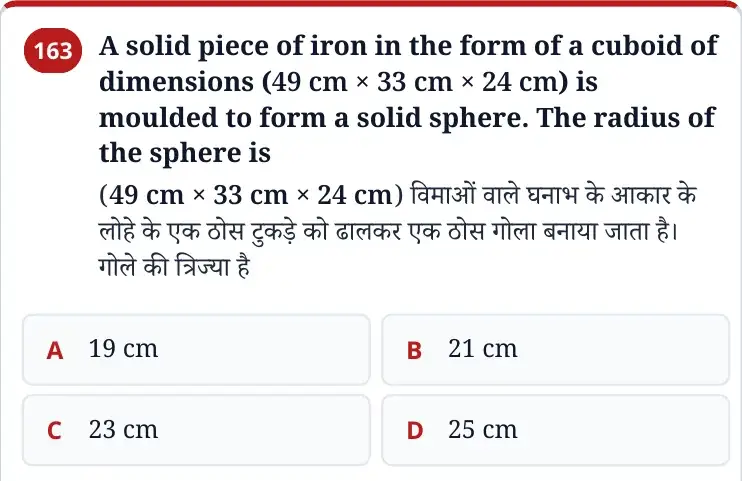 163 A solid piece of iron in the form of a cuboid of
dimensions (49 cm × 33 cm × 24 cm) is
moulded to form a solid sphere. The radius of
the sphere is
(49 cm × 33 cm × 24 cm) विमाओं वाले घनाभ के आकार के
लोहे के एक ठोस टुकड़े को ढालकर एक ठोस गोला बनाया जाता है।
गोले की त्रिज्या है
A 19 cm
B 21 cm
C 23 cm
D 25 cm